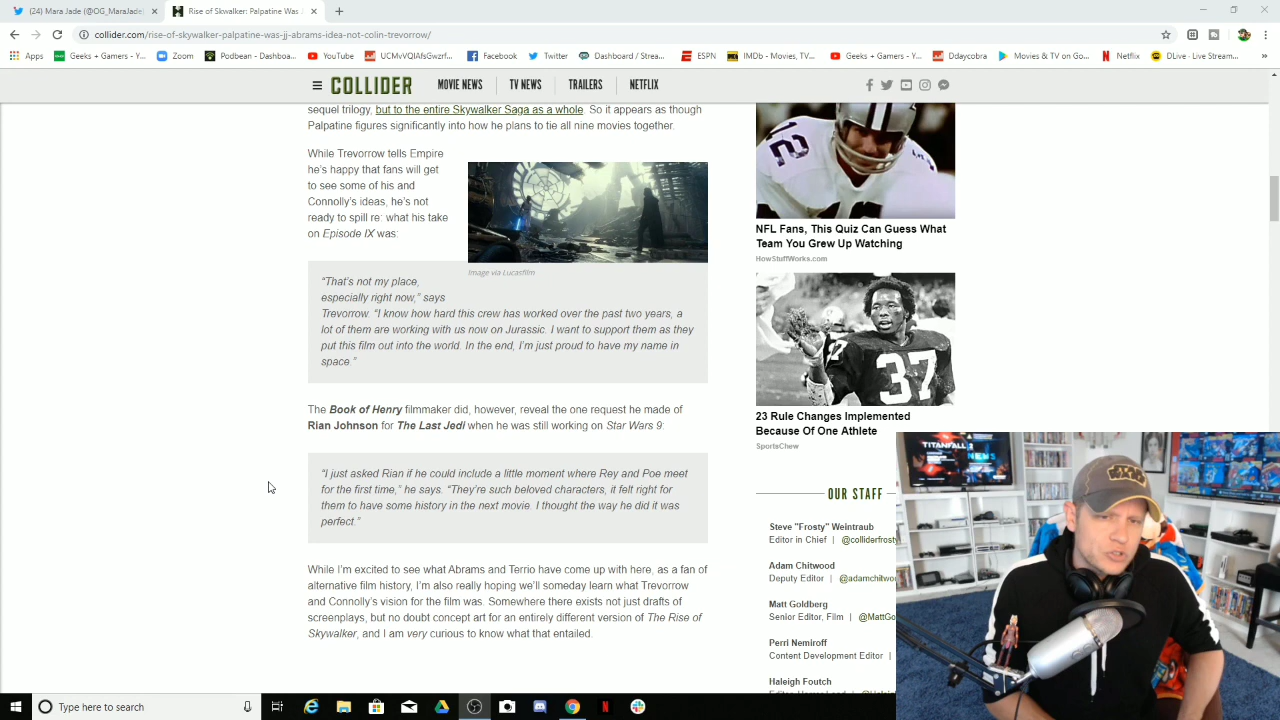 (24) Mara Jade (@OG_MaraJade)
Rise of Skwalker: Palpatine Was
collider.com/rise-of-skywalker-palpatine-was-jj-abrams-idea-not-colin-trevorrow/
Apps
Geeks + Gamers - Y...
Zoom
Podbean - Dashboar...
YouTube
UCMvVQIAfsGwzrf...
Facebook
Twitter
Dashboard / Strea...
ESPN
IMDb - Movies, TV...
Geeks + Gamers - Y...
Ddaycobra
Movies & TV on Go...
Netflix
DLive · Live Strea...
COLLIDER
MOVIE NEWS
TV NEWS
TRAILERS
NETFLIX
sequel trilogy, but to the entire Skywalker Saga as a whole. So it appears as though
Palpatine figures significantly into how he plans to tie all nine movies together.
While Trevorrow tells Empire
he's happy that fans will get
to see some of his and
Connolly's ideas, he's not
ready to spill re: what his take
on Episode IX was:
Image via Lucasfilm
"That's not my place,
especially right now," says
Trevorrow. "I know how hard this crew has worked over the past two years, a
lot of them are working with us now on Jurassic. I want to support them as they
put this film out into the world. In the end, I'm just proud to have my name in
space."
The Book of Henry filmmaker did, however, reveal the one request he made of
Rian Johnson for The Last Jedi when he was still working on Star Wars 9:
"I just asked Rian if he could include a little moment where Rey and Poe meet
for the first time," he says. "They're such beloved characters, it felt right for
them to have some history in the next movie. I thought the way he did it was
perfect."
While I'm excited to see what Abrams and Terrio have come up with here, as a fan of
alternative film history, I'm also really hoping we'll someday learn what Trevorrow
and Connolly's vision for the film was. Somewhere there exists not just drafts of
screenplays, but no doubt concept art for an entirely different version of The Rise of
Skywalker, and I am very curious to know what that entailed.
12
NFL Fans, This Quiz Can Guess What
Team You Grew Up Watching
HowStuffWorks.com
37
23 Rule Changes Implemented
Because Of One Athlete
SportsChew
OUR STAFF
Steve "Frosty" Weintraub
Editor in Chief | @colliderfrosty
Adam Chitwood
Deputy Editor | @adamchitwo
Matt Goldberg
Senior Editor, Film | @MattGo
Perri Nemiroff
Content Development Editor |
Haleigh Foutch
TITANFALL 2
NEWS
Type here to search